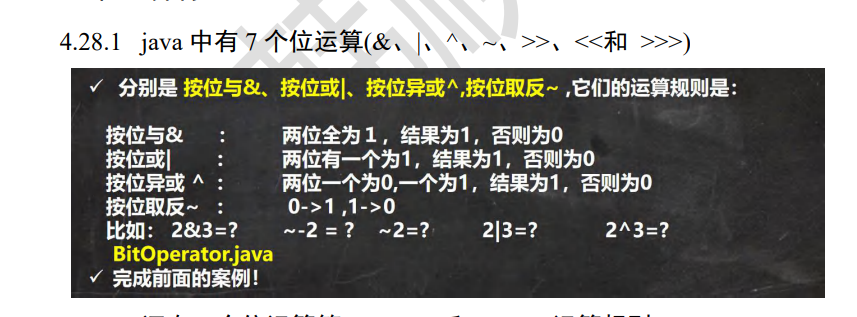 4.28.1 java 中有 7 个位运算(&、|、^、~、>>、<<和 >>>)
✓ 分别是 按位与&、按位或|、按位异或^,按位取反~ ,它们的运算规则是：
按位与& ： 两位全为１，结果为1，否则为0
按位或| ： 两位有一个为1，结果为1，否则为0
按位异或 ^ ： 两位一个为0,一个为1，结果为1，否则为0
按位取反~ ： 0->1 ,1->0
比如： 2&3=? ~-2 = ? ~2=? 2|3=? 2^3=?
BitOperator.java
✓ 完成前面的案例！